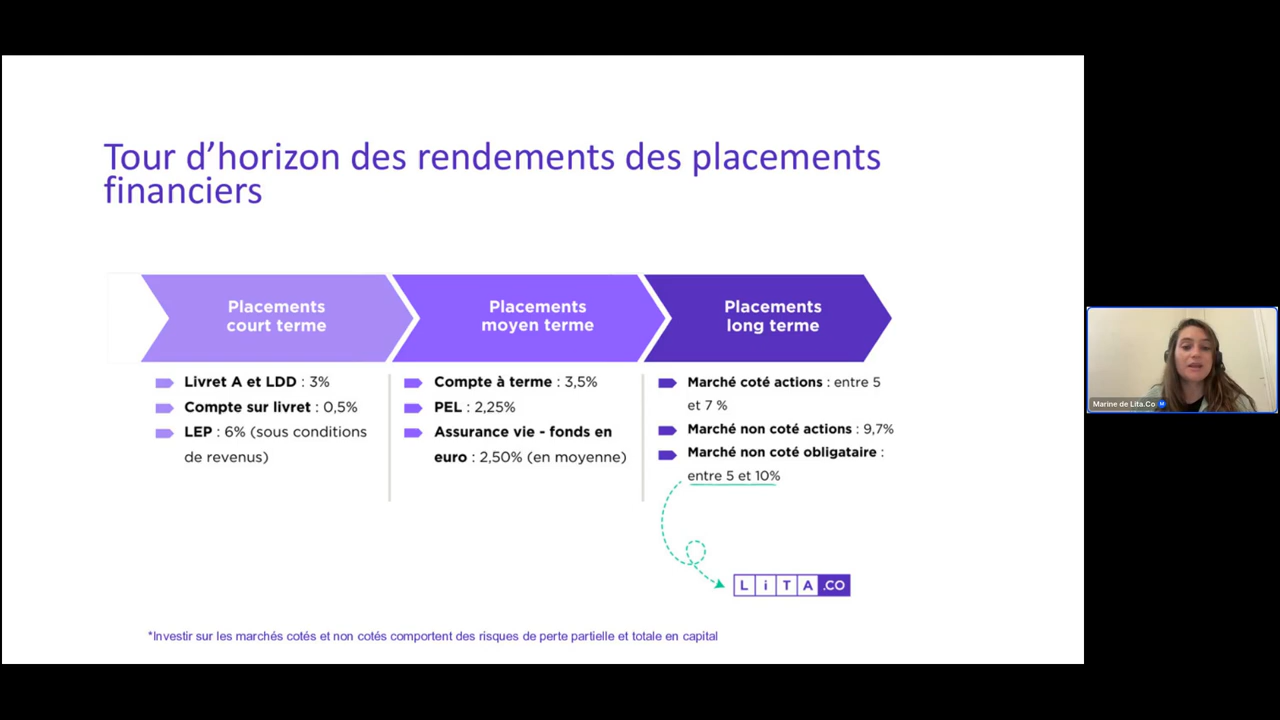 Tour d’horizon des rendements des placements
financiers
Placements
court terme
Placements
moyen terme
Placements
long terme
Livret A et LDD : 3%
Compte sur livret : 0,5%
LEP : 6% (sous conditions
de revenus)
Compte à terme : 3,5%
PEL : 2,25%
Assurance vie - fonds en
euro : 2,50% (en moyenne)
Marché coté actions : entre 5
et 7 %
Marché non coté actions : 9,7%
Marché non coté obligataire :
entre 5 et 10%
LiTA.CO
*Investir sur les marchés cotés et non cotés comportent des risques de perte partielle et totale en capital
Marine de Lita.Co